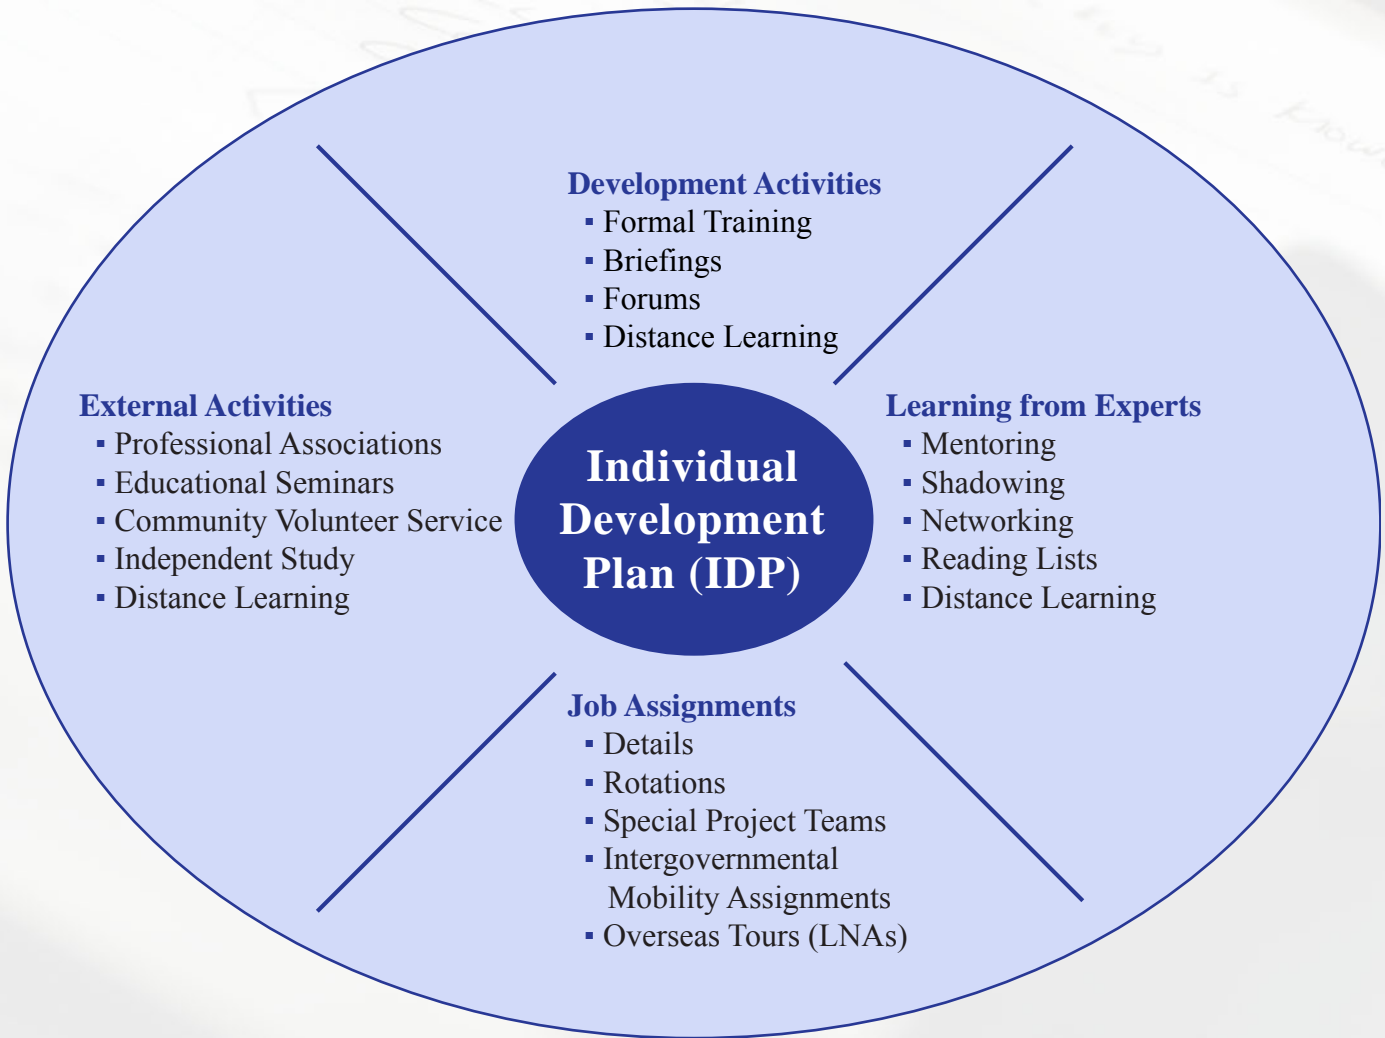 Development Activities
▪ Formal Training
▪ Briefings
▪ Forums
▪ Distance Learning
External Activities
▪ Professional Associations
▪ Educational Seminars
▪ Community Volunteer Service
▪ Independent Study
▪ Distance Learning
Individual
Development
Plan (IDP)
Learning from Experts
▪ Mentoring
▪ Shadowing
▪ Networking
▪ Reading Lists
▪ Distance Learning
Job Assignments
▪ Details
▪ Rotations
▪ Special Project Teams
▪ Intergovernmental
Mobility Assignments
▪ Overseas Tours (LNAs)